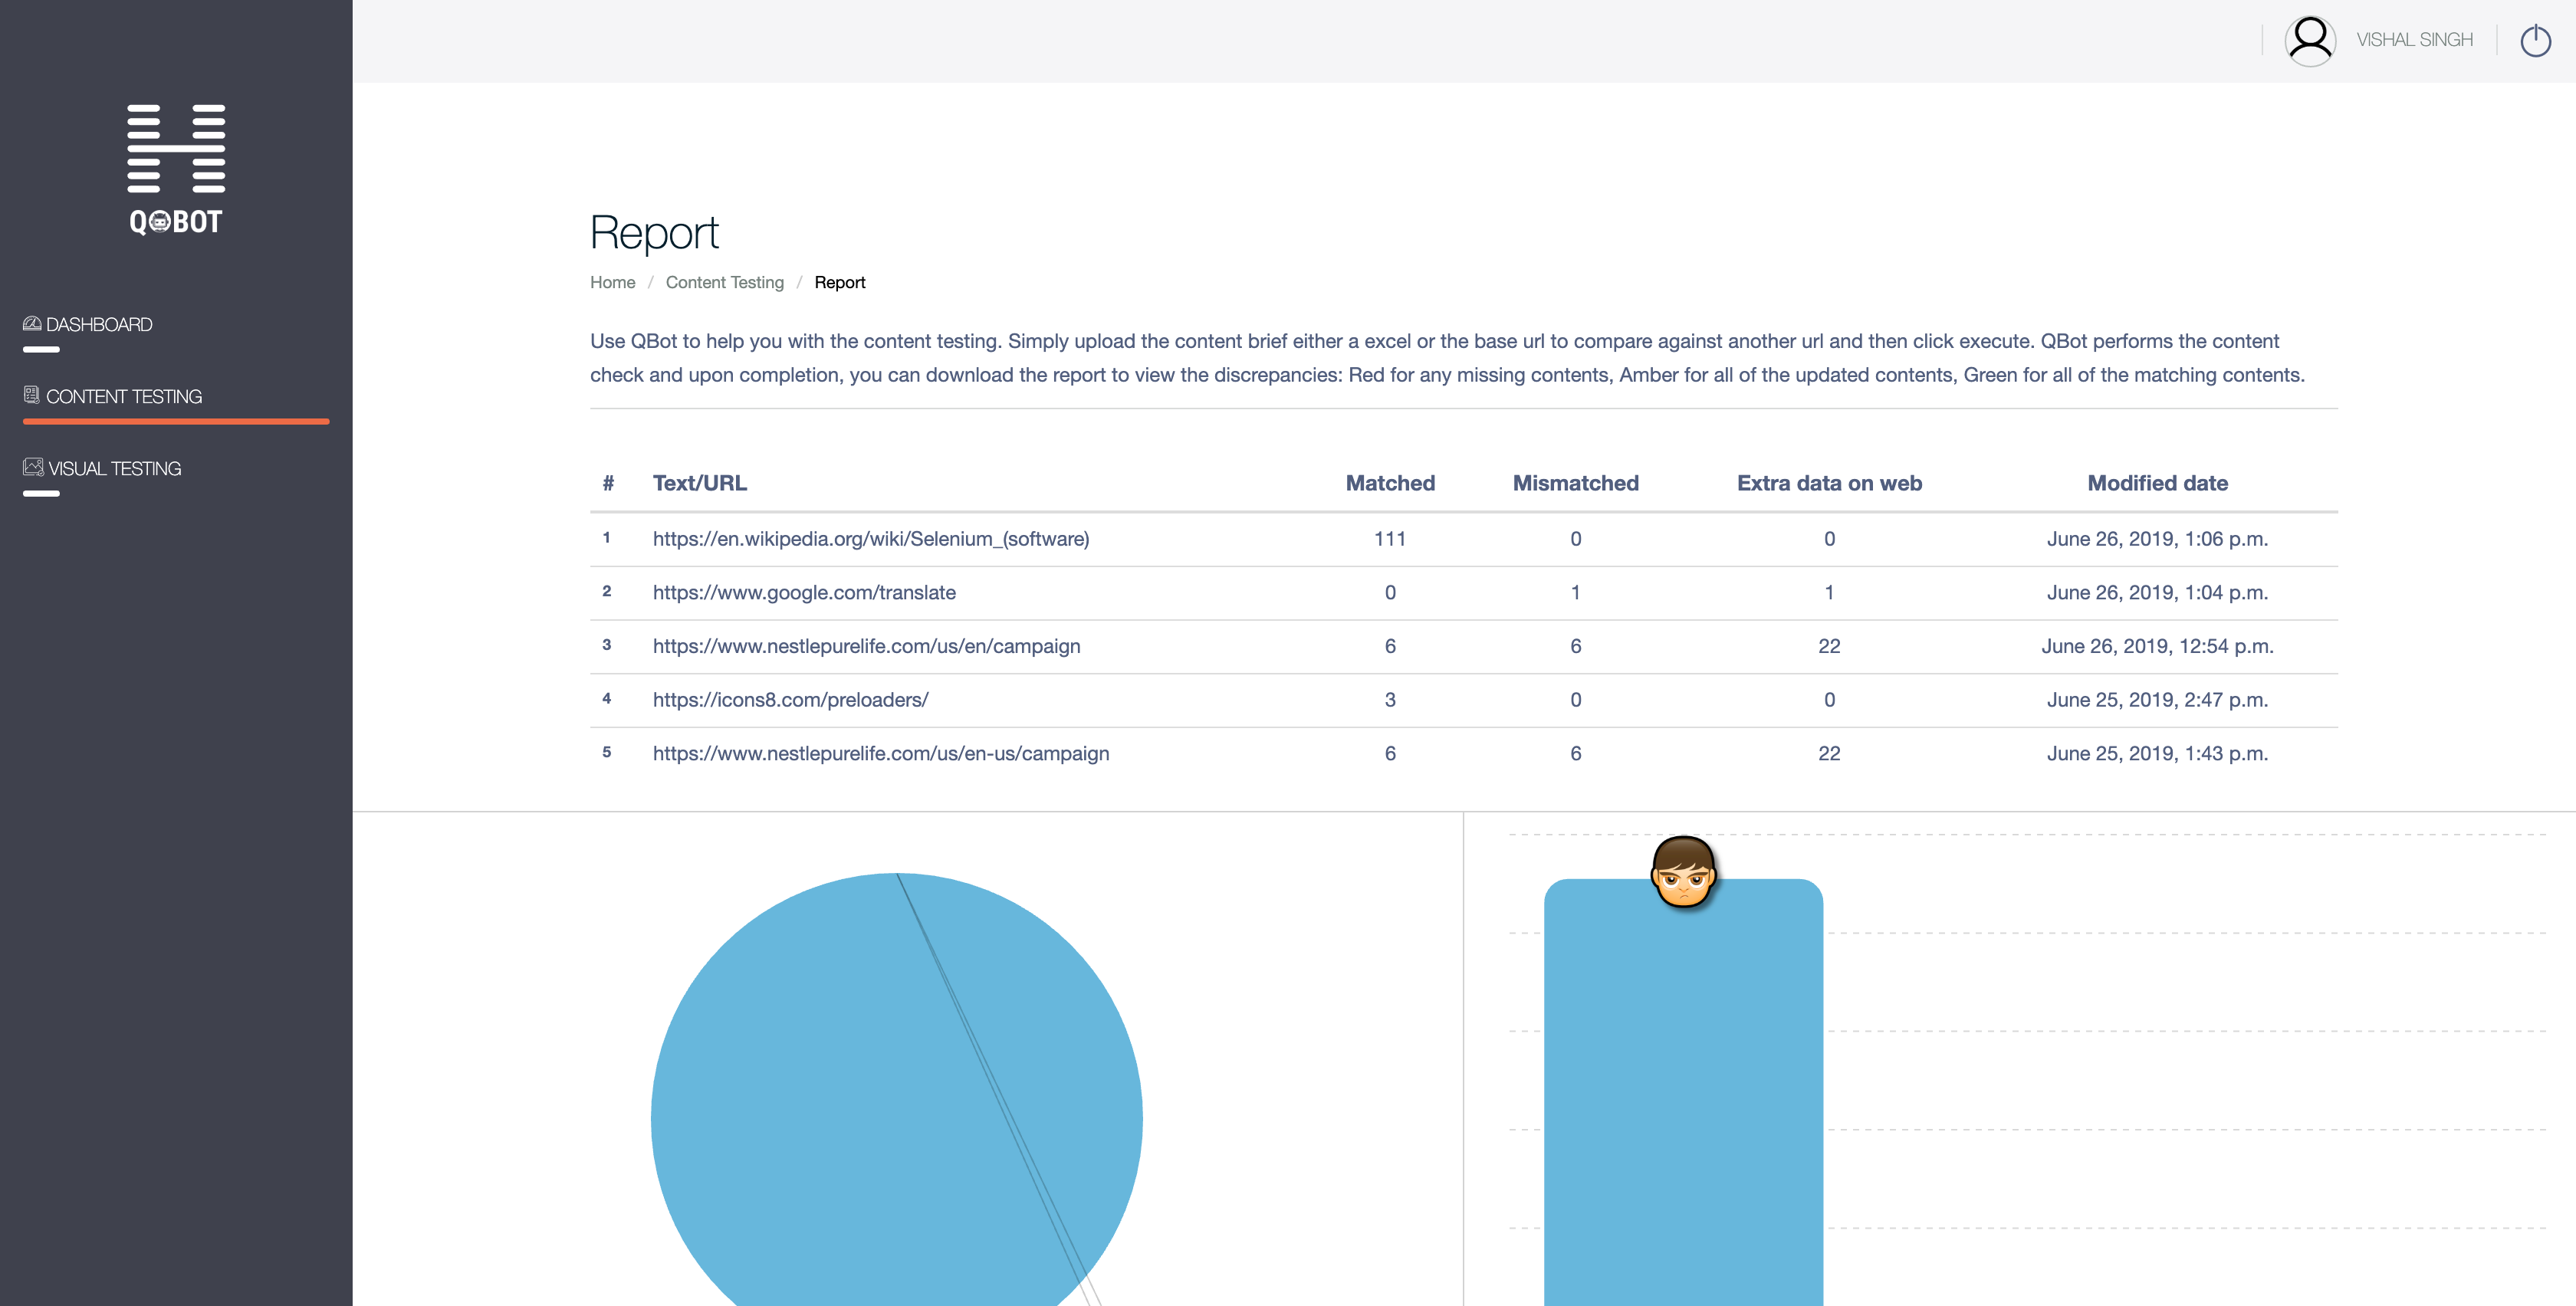 VISHAL SINGH
QBOT
DASHBOARD
CONTENT TESTING
VISUAL TESTING
Report
Home / Content Testing / Report
Use QBot to help you with the content testing. Simply upload the content brief either a excel or the base url to compare against another url and then click execute. QBot performs the content
check and upon completion, you can download the report to view the discrepancies: Red for any missing contents, Amber for all of the updated contents, Green for all of the matching contents.
# Text/URL Matched Mismatched Extra data on web Modified date
1 https://en.wikipedia.org/wiki/Selenium_(software) 111 0 0 June 26, 2019, 1:06 p.m.
2 https://www.google.com/translate 0 1 1 June 26, 2019, 1:04 p.m.
3 https://www.nestlepurelife.com/us/en/campaign 6 6 22 June 26, 2019, 12:54 p.m.
4 https://icons8.com/preloaders/ 3 0 0 June 25, 2019, 2:47 p.m.
5 https://www.nestlepurelife.com/us/en-us/campaign 6 6 22 June 25, 2019, 1:43 p.m.